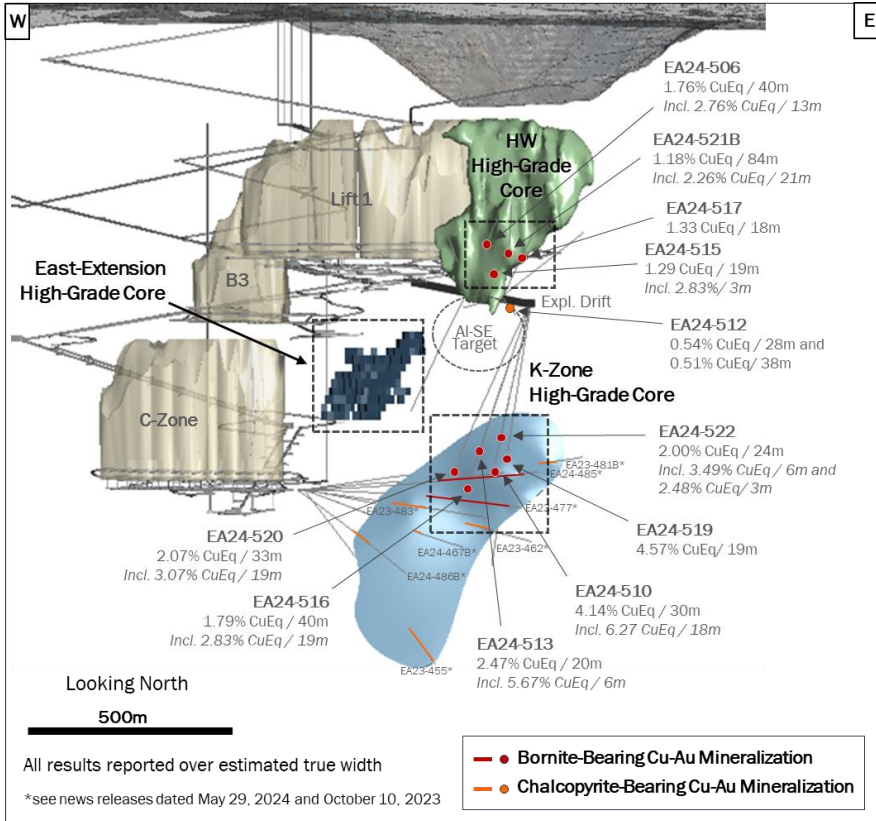 W
E
EA24-506
1.76% CuEq / 40m
Incl. 2.76% CuEq / 13m
HW
High-Grade
Core
EA24-521B
1.18% CuEq / 84m
Incl. 2.26% CuEq / 21m
Lift 1
EA24-517
1.33 CuEq / 18m
EA24-515
1.29 CuEq / 19m
Incl. 2.83%/ 3m
East-Extension
High-Grade Core
B3
Expl. Drift
AI-SE
Target
EA24-512
0.54% CuEq / 28m and
0.51% CuEq/ 38m
K-Zone
High-Grade Core
C-Zone
EA24-522
2.00% CuEq / 24m
Incl. 3.49% CuEq / 6m and
2.48% CuEq/ 3m
EA23-481B*
EA24-485*
EA23-477*
EA23-483*
EA24-519
4.57% CuEq/ 19m
EA24-520
2.07% CuEq / 33m
Incl. 3.07% CuEq / 19m
EA24-467B*
EA23-462*
EA24-486B*
EA24-510
4.14% CuEq / 30m
Incl. 6.27 CuEq / 18m
EA24-516
1.79% CuEq / 40m
Incl. 2.83% CuEq / 19m
EA24-513
2.47% CuEq / 20m
Incl. 5.67% CuEq / 6m
EA23-455*
Looking North
500m
All results reported over estimated true width
*see news releases dated May 29, 2024 and October 10, 2023
Bornite-Bearing Cu-Au Mineralization
Chalcopyrite-Bearing Cu-Au Mineralization